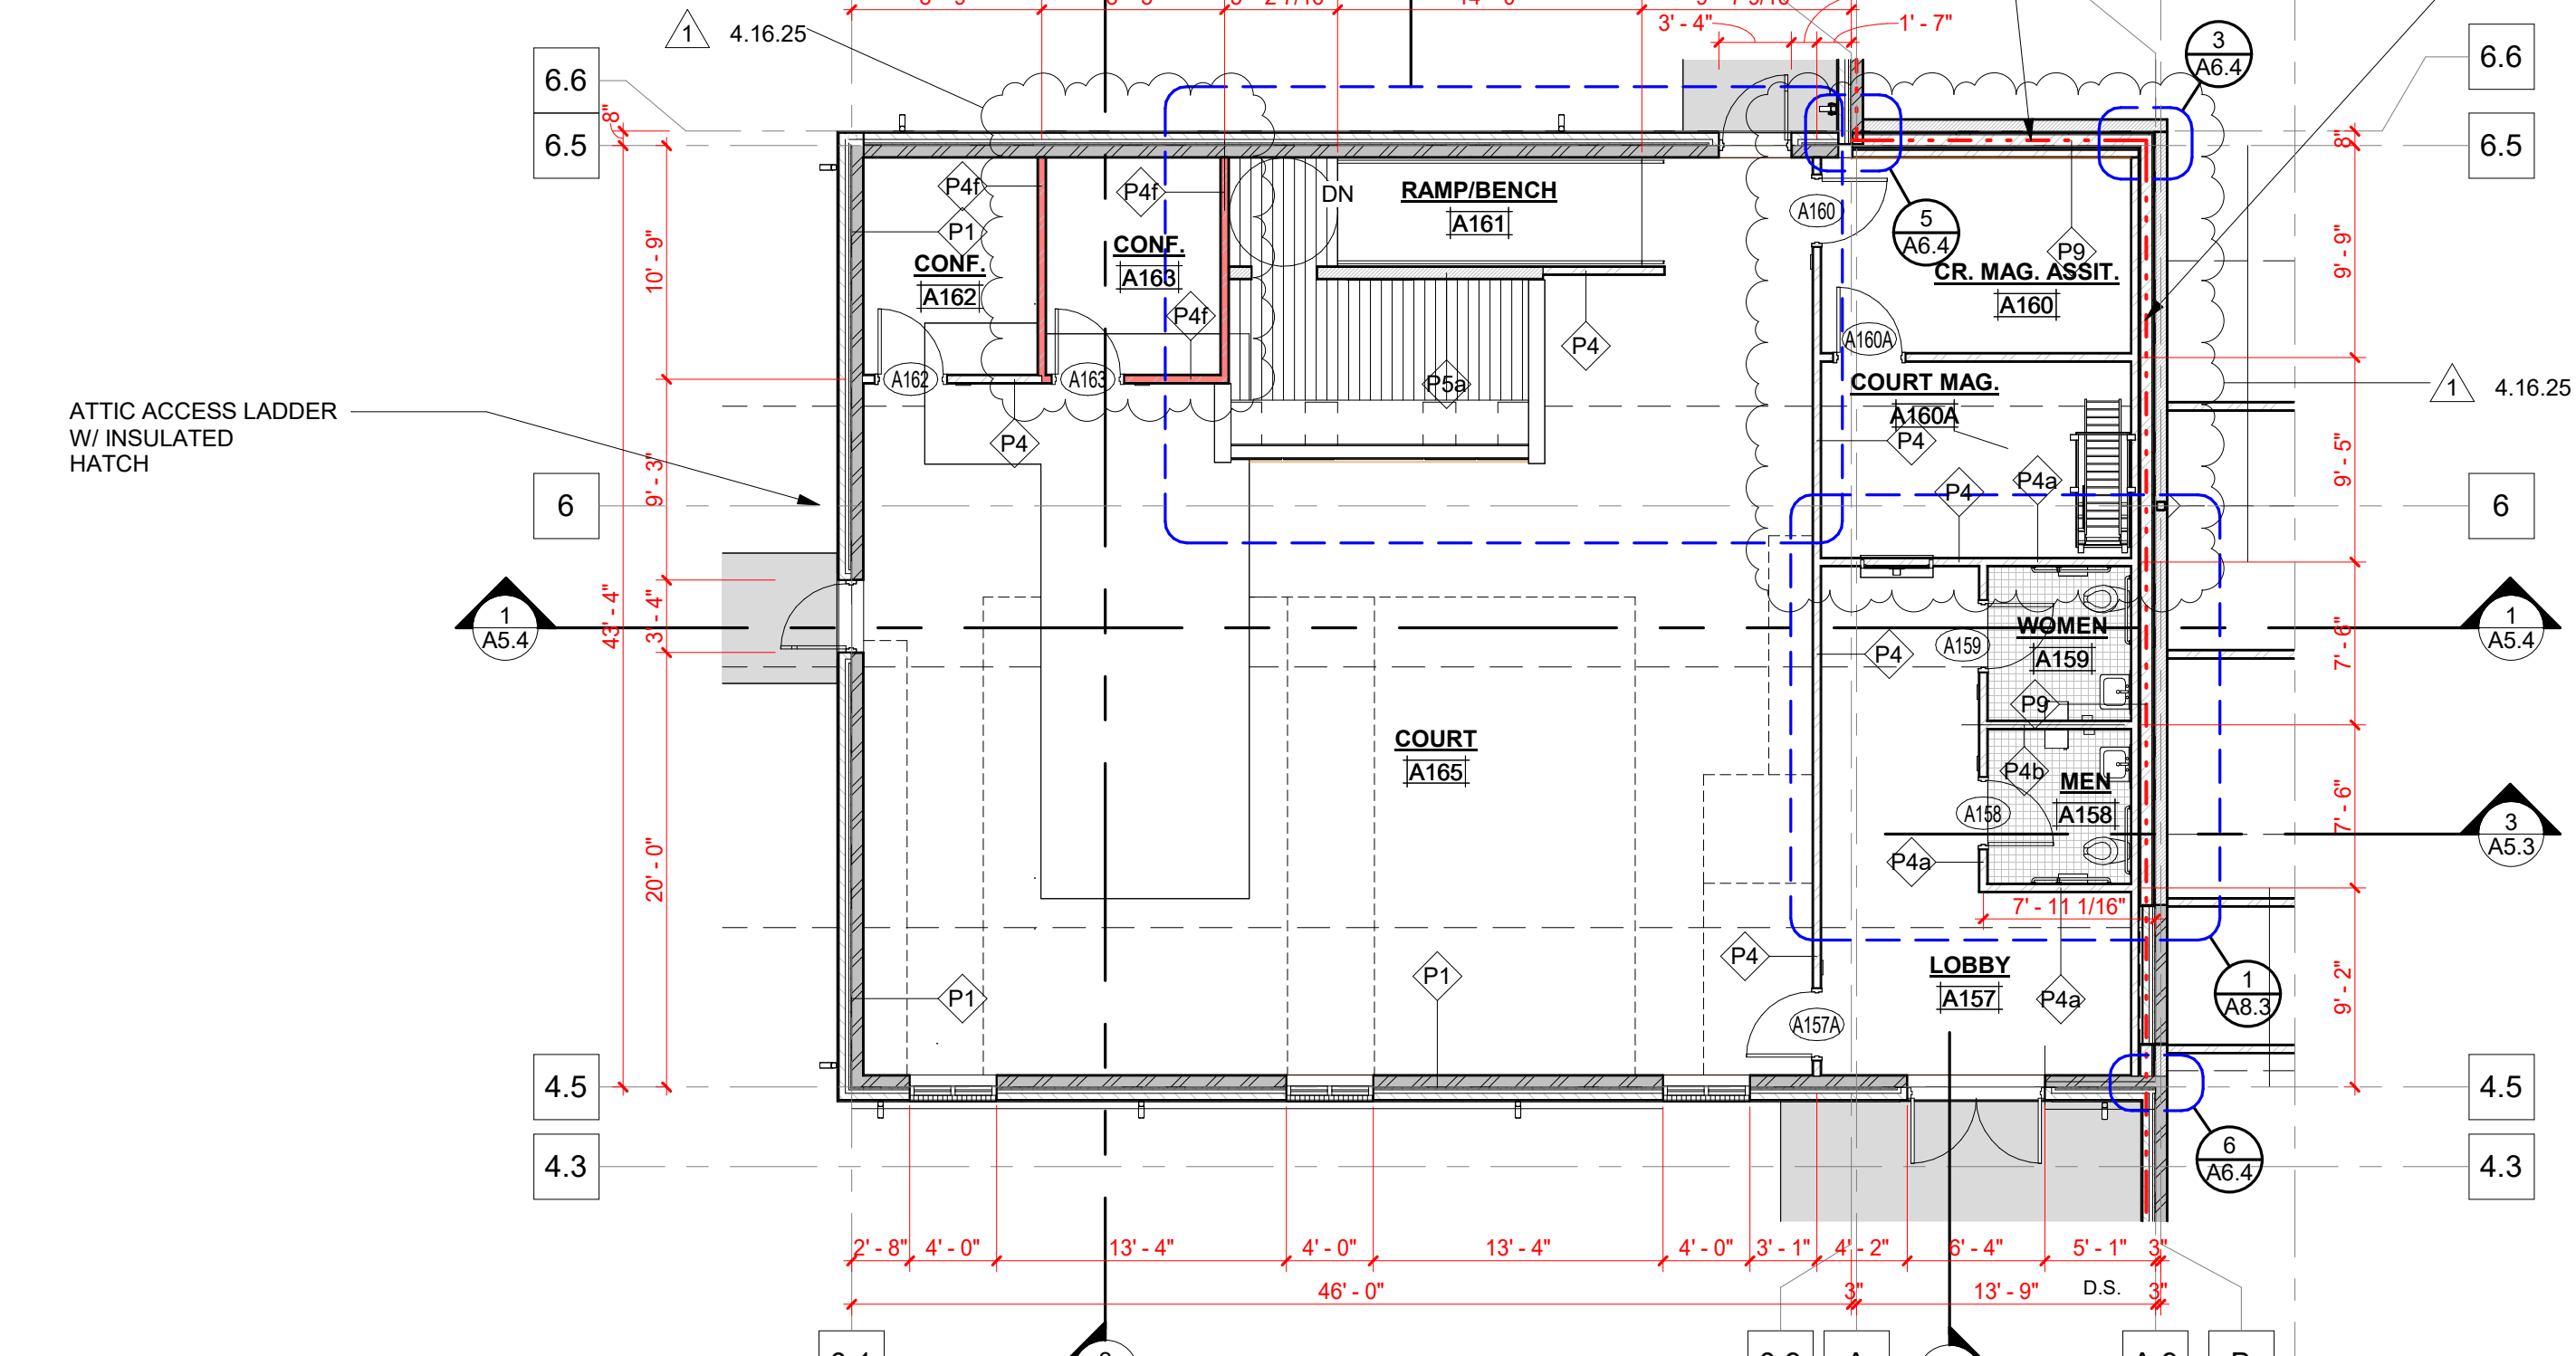 1 4.16.25
3' - 4"
1' - 7"
3
A6.4
6.6
6.6
8"
8"
6.5
6.5
P4f
P4f
DN
RAMP/BENCH
A161
A160
5
A6.4
P1
P9
CONF.
A162
CONF.
A163
CR. MAG. ASSIT.
A160
10' - 9"
9' - 9"
P4f
P4
A160A
A162
A163
P5a
COURT MAG.
A160A
1 4.16.25
ATTIC ACCESS LADDER
W/ INSULATED
HATCH
P4
P4
P4
P4a
9' - 3"
9' - 5"
6
6
1
A5.4
43' - 4"
3' - 4"
WOMEN
A159
A159
P4
7' - 6"
1
A5.4
P9
COURT
A165
P4b
MEN
A158
A158
7' - 6"
3
A5.3
20' - 0"
P4a
7' - 11 1/16"
P4
P1
P1
LOBBY
A157
P4a
9' - 2"
1
A8.3
A157A
4.5
4.5
4.3
4.3
6
A6.4
2' - 8"
4' - 0"
13' - 4"
4' - 0"
13' - 4"
4' - 0"
3' - 1"
4' - 2"
6' - 4"
5' - 1"
3"
46' - 0"
3"
13' - 9"
D.S.
3"